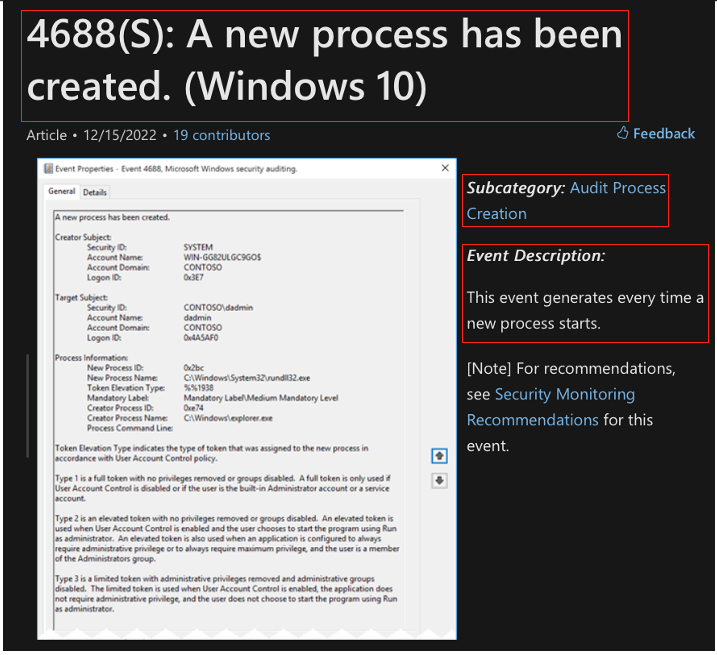 4688(S): A new process has been
created. (Windows 10)
Article • 12/15/2022 • 19 contributors
Feedback
Event Properties - Event 4688, Microsoft Windows security auditing.
General Details
A new process has been created.
Creator Subject:
Security ID: SYSTEM
Account Name: WIN-GG82ULGC9GO$
Account Domain: CONTOSO
Logon ID: 0x3E7
Target Subject:
Security ID: CONTOSO\dadmin
Account Name: dadmin
Account Domain: CONTOSO
Logon ID: 0x4A5AF0
Process Information:
New Process ID: 0x2bc
New Process Name: C:\Windows\System32\rundll32.exe
Token Elevation Type: %%1938
Mandatory Label: Mandatory Label\Medium Mandatory Level
Creator Process ID: 0xe74
Creator Process Name: C:\Windows\explorer.exe
Process Command Line:
Token Elevation Type indicates the type of token that was assigned to the new process in
accordance with User Account Control policy.
Type 1 is a full token with no privileges removed or groups disabled. A full token is only used if
User Account Control is disabled or if the user is the built-in Administrator account or a service
account.
Type 2 is an elevated token with no privileges removed or groups disabled. An elevated token is
used when User Account Control is enabled and the user chooses to start the program using Run
as administrator. An elevated token is also used when an application is configured to always
require administrative privilege or to always require maximum privilege, and the user is a member
of the Administrators group.
Type 3 is a limited token with administrative privileges removed and administrative groups
disabled. The limited token is used when User Account Control is enabled, the application does
not require administrative privilege, and the user does not choose to start the program using Run
as administrator.
Subcategory: Audit Process
Creation
Event Description:
This event generates every time a
new process starts.
[Note] For recommendations,
see Security Monitoring
Recommendations for this
event.